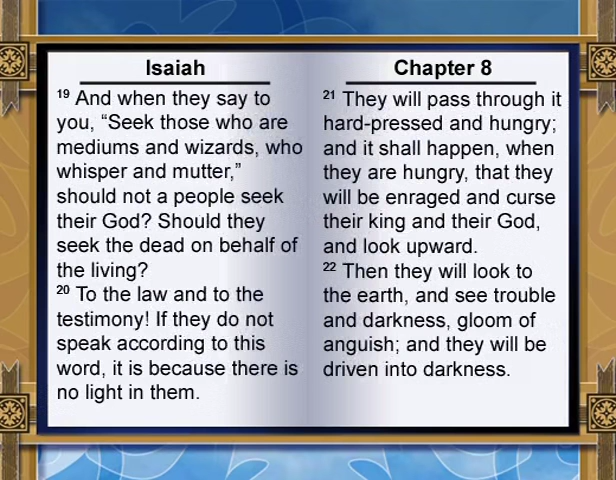 Isaiah
19 And when they say to
you, “Seek those who are
mediums and wizards, who
whisper and mutter,”
should not a people seek
their God? Should they
seek the dead on behalf of
the living?
20 To the law and to the
testimony! If they do not
speak according to this
word, it is because there is
no light in them.
Chapter 8
21 They will pass through it
hard-pressed and hungry;
and it shall happen, when
they are hungry, that they
will be enraged and curse
their king and their God,
and look upward.
22 Then they will look to
the earth, and see trouble
and darkness, gloom of
anguish; and they will be
driven into darkness.